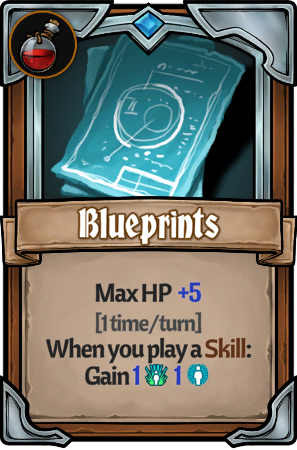 Blueprints
Max HP +5
[1 time/turn]
When you play a Skill:
Gain 1 1